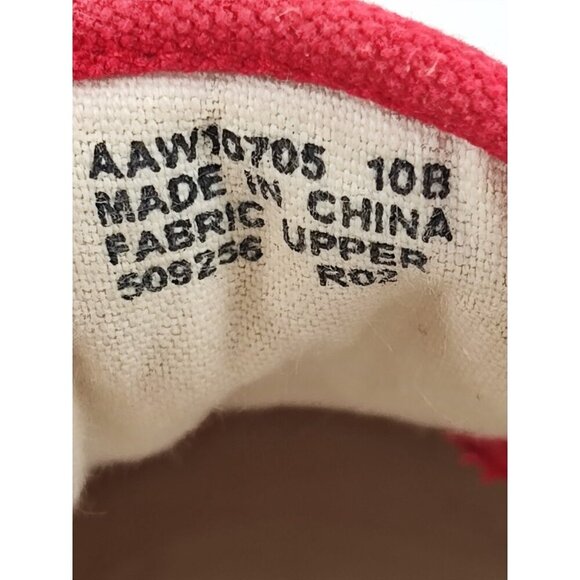 AAW10705 10B
MADE IN CHINA
FABRIC UPPER
509256 R02